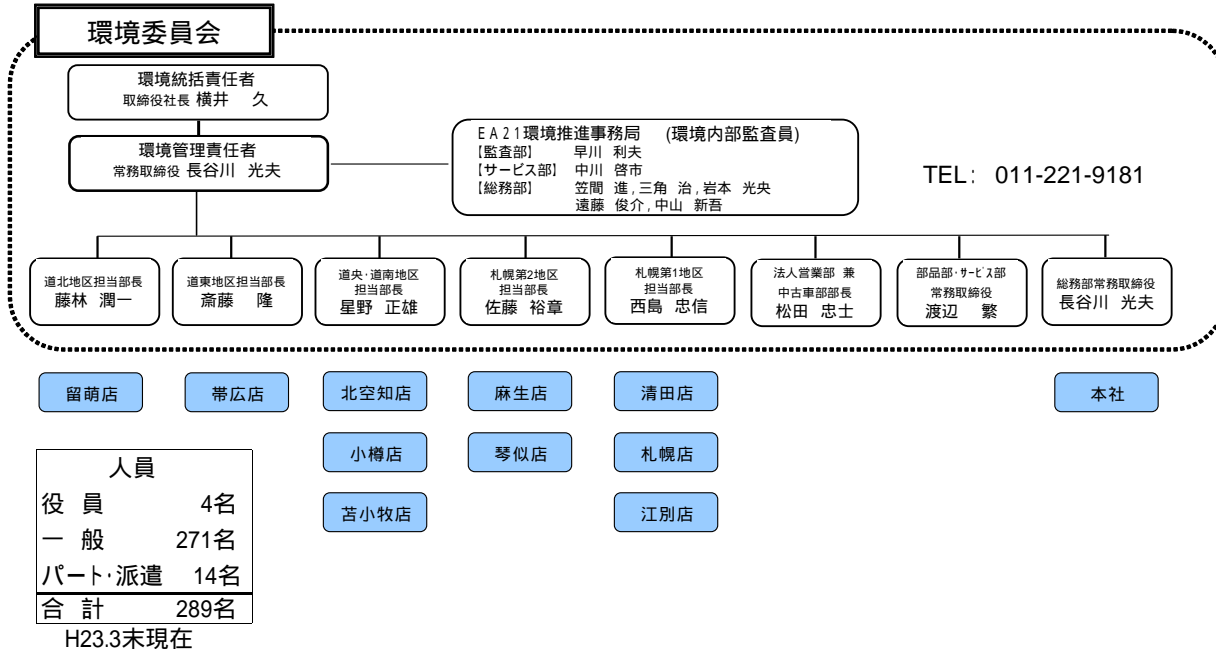 環境委員会
環境統括責任者
取締役社長 横井 久
環境管理責任者
常務取締役 長谷川 光夫
EA21環境推進事務局 (環境内部監査員)
【監査部】 早川 利夫
【サービス部】 中川 啓市
【総務部】 笠間 進,三角 治,岩本 光央
遠藤 俊介,中山 新吾
TEL: 011-221-9181
道北地区担当部長
藤林 潤一
道東地区担当部長
斎藤 隆
道央・道南地区
担当部長
星野 正雄
札幌第2地区
担当部長
佐藤 裕章
札幌第1地区
担当部長
西島 忠信
法人営業部 兼
中古車部部長
松田 忠士
部品部・サービス部
常務取締役
渡辺 繁
総務部常務取締役
長谷川 光夫
留萌店
帯広店
北空知店
麻生店
清田店
本社
小樽店
琴似店
札幌店
苫小牧店
江別店
人員
役 員 4名
一 般 271名
パート・派遣 14名
合 計 289名
H23.3末現在